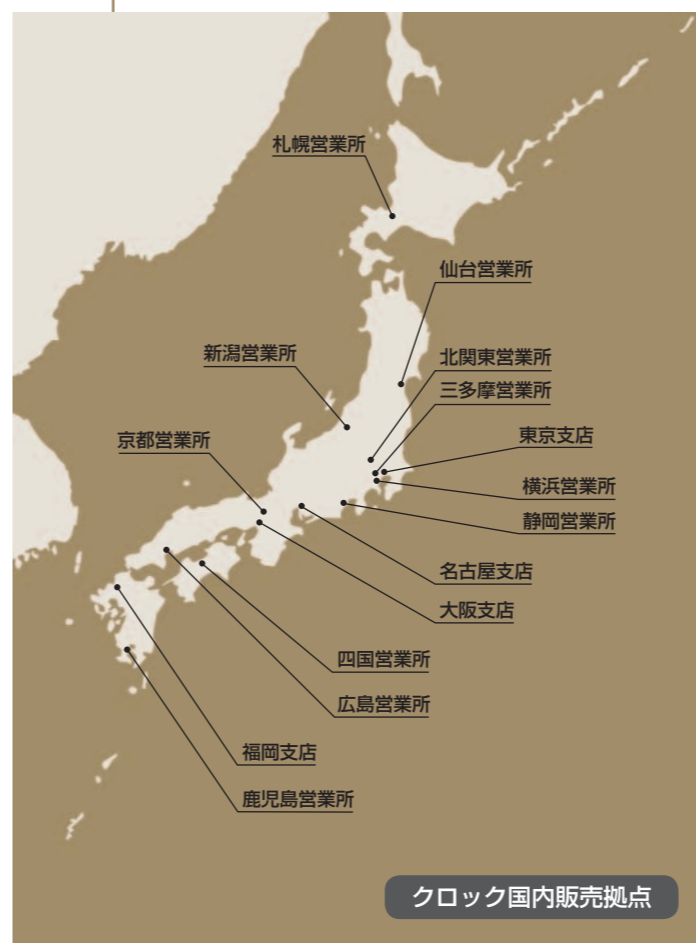 札幌営業所
仙台営業所
新潟営業所
北関東営業所
三多摩営業所
東京支店
京都営業所
横浜営業所
静岡営業所
名古屋支店
大阪支店
四国営業所
広島営業所
福岡支店
鹿児島営業所
クロック国内販売拠点